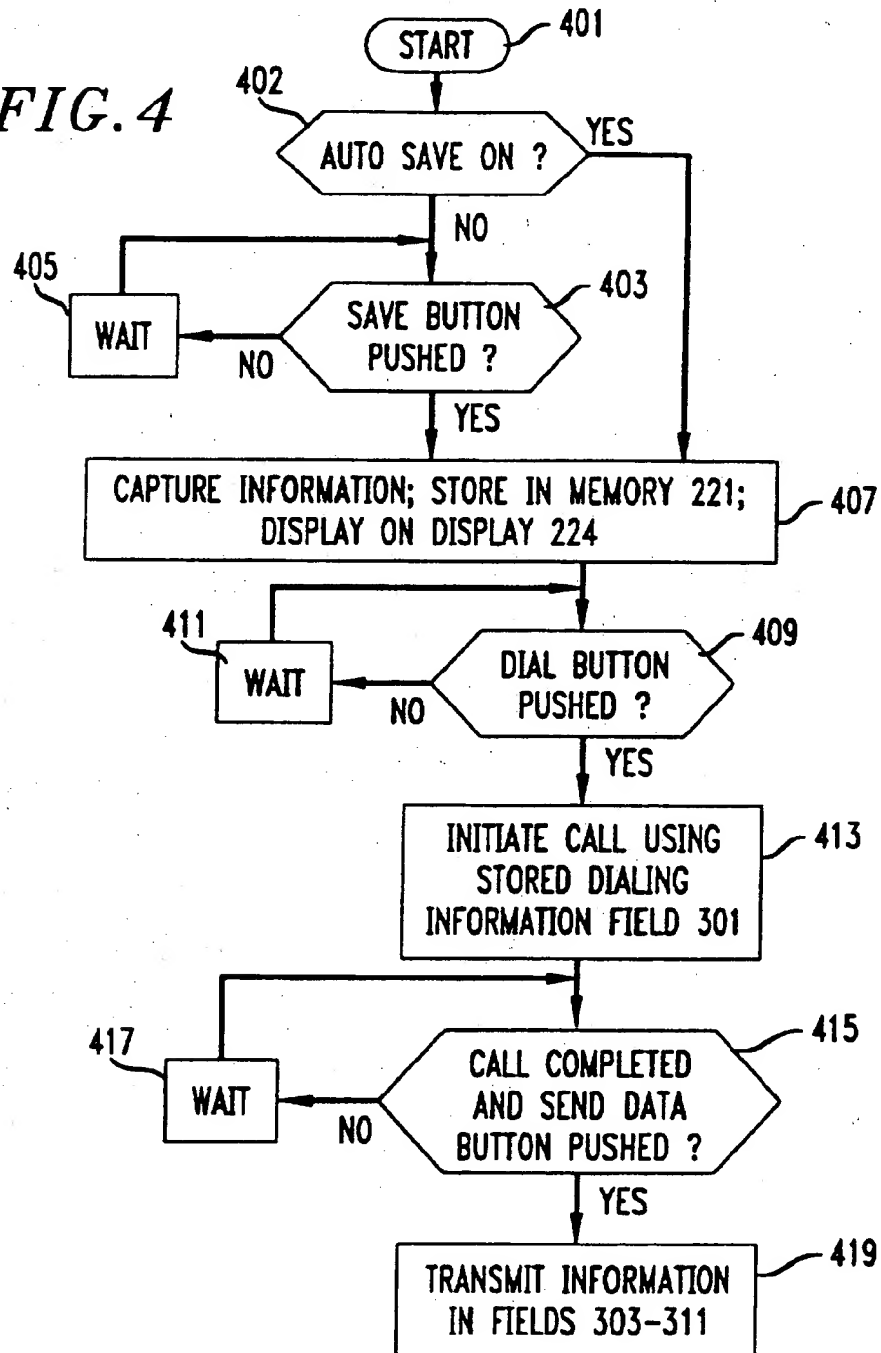 FIG. 4
START
401
402
AUTO SAVE ON ?
YES
NO
405
WAIT
403
SAVE BUTTON
PUSHED ?
NO
YES
CAPTURE INFORMATION; STORE IN MEMORY 221;
DISPLAY ON DISPLAY 224
407
411
WAIT
409
DIAL BUTTON
PUSHED ?
NO
YES
INITIATE CALL USING
STORED DIALING
INFORMATION FIELD 301
413
417
WAIT
415
CALL COMPLETED
AND SEND DATA
BUTTON PUSHED ?
NO
YES
TRANSMIT INFORMATION
IN FIELDS 303-311
419